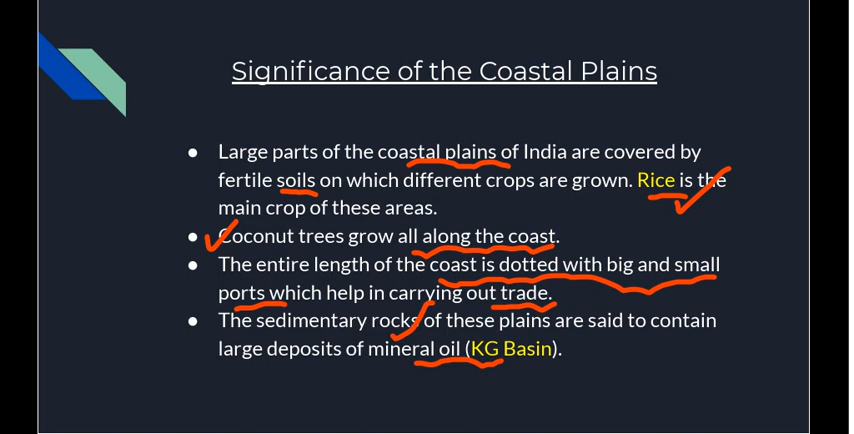 Significance of the Coastal Plains
● Large parts of the coastal plains of India are covered by
fertile soils on which different crops are grown. Rice is the
main crop of these areas.
● Coconut trees grow all along the coast.
● The entire length of the coast is dotted with big and small
ports which help in carrying out trade.
● The sedimentary rocks of these plains are said to contain
large deposits of mineral oil (KG Basin).